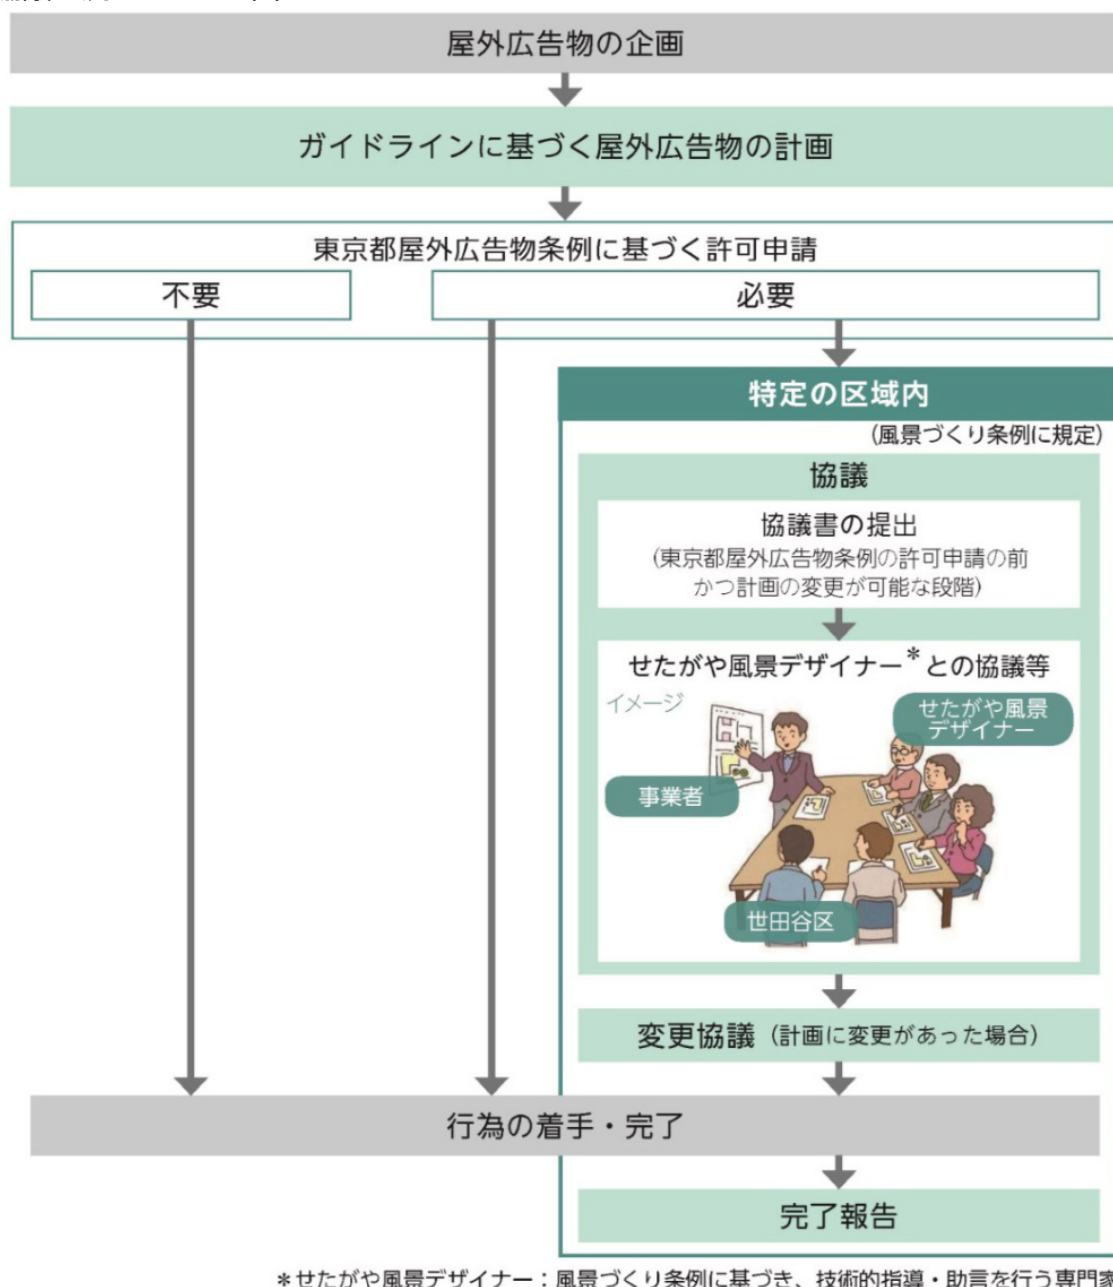 屋外広告物の企画
ガイドラインに基づく屋外広告物の計画
東京都屋外広告物条例に基づく許可申請
不要
必要
特定の区域内
(風景づくり条例に規定)
協議
協議書の提出
(東京都屋外広告物条例の許可申請の前
かつ計画の変更が可能な段階)
せたがや風景デザイナー*との協議等
イメージ
せたがや風景
デザイナー
事業者
世田谷区
変更協議(計画に変更があった場合)
行為の着手・完了
完了報告
*せたがや風景デザイナー:風景づくり条例に基づき、技術的指導・助言を行う専門家